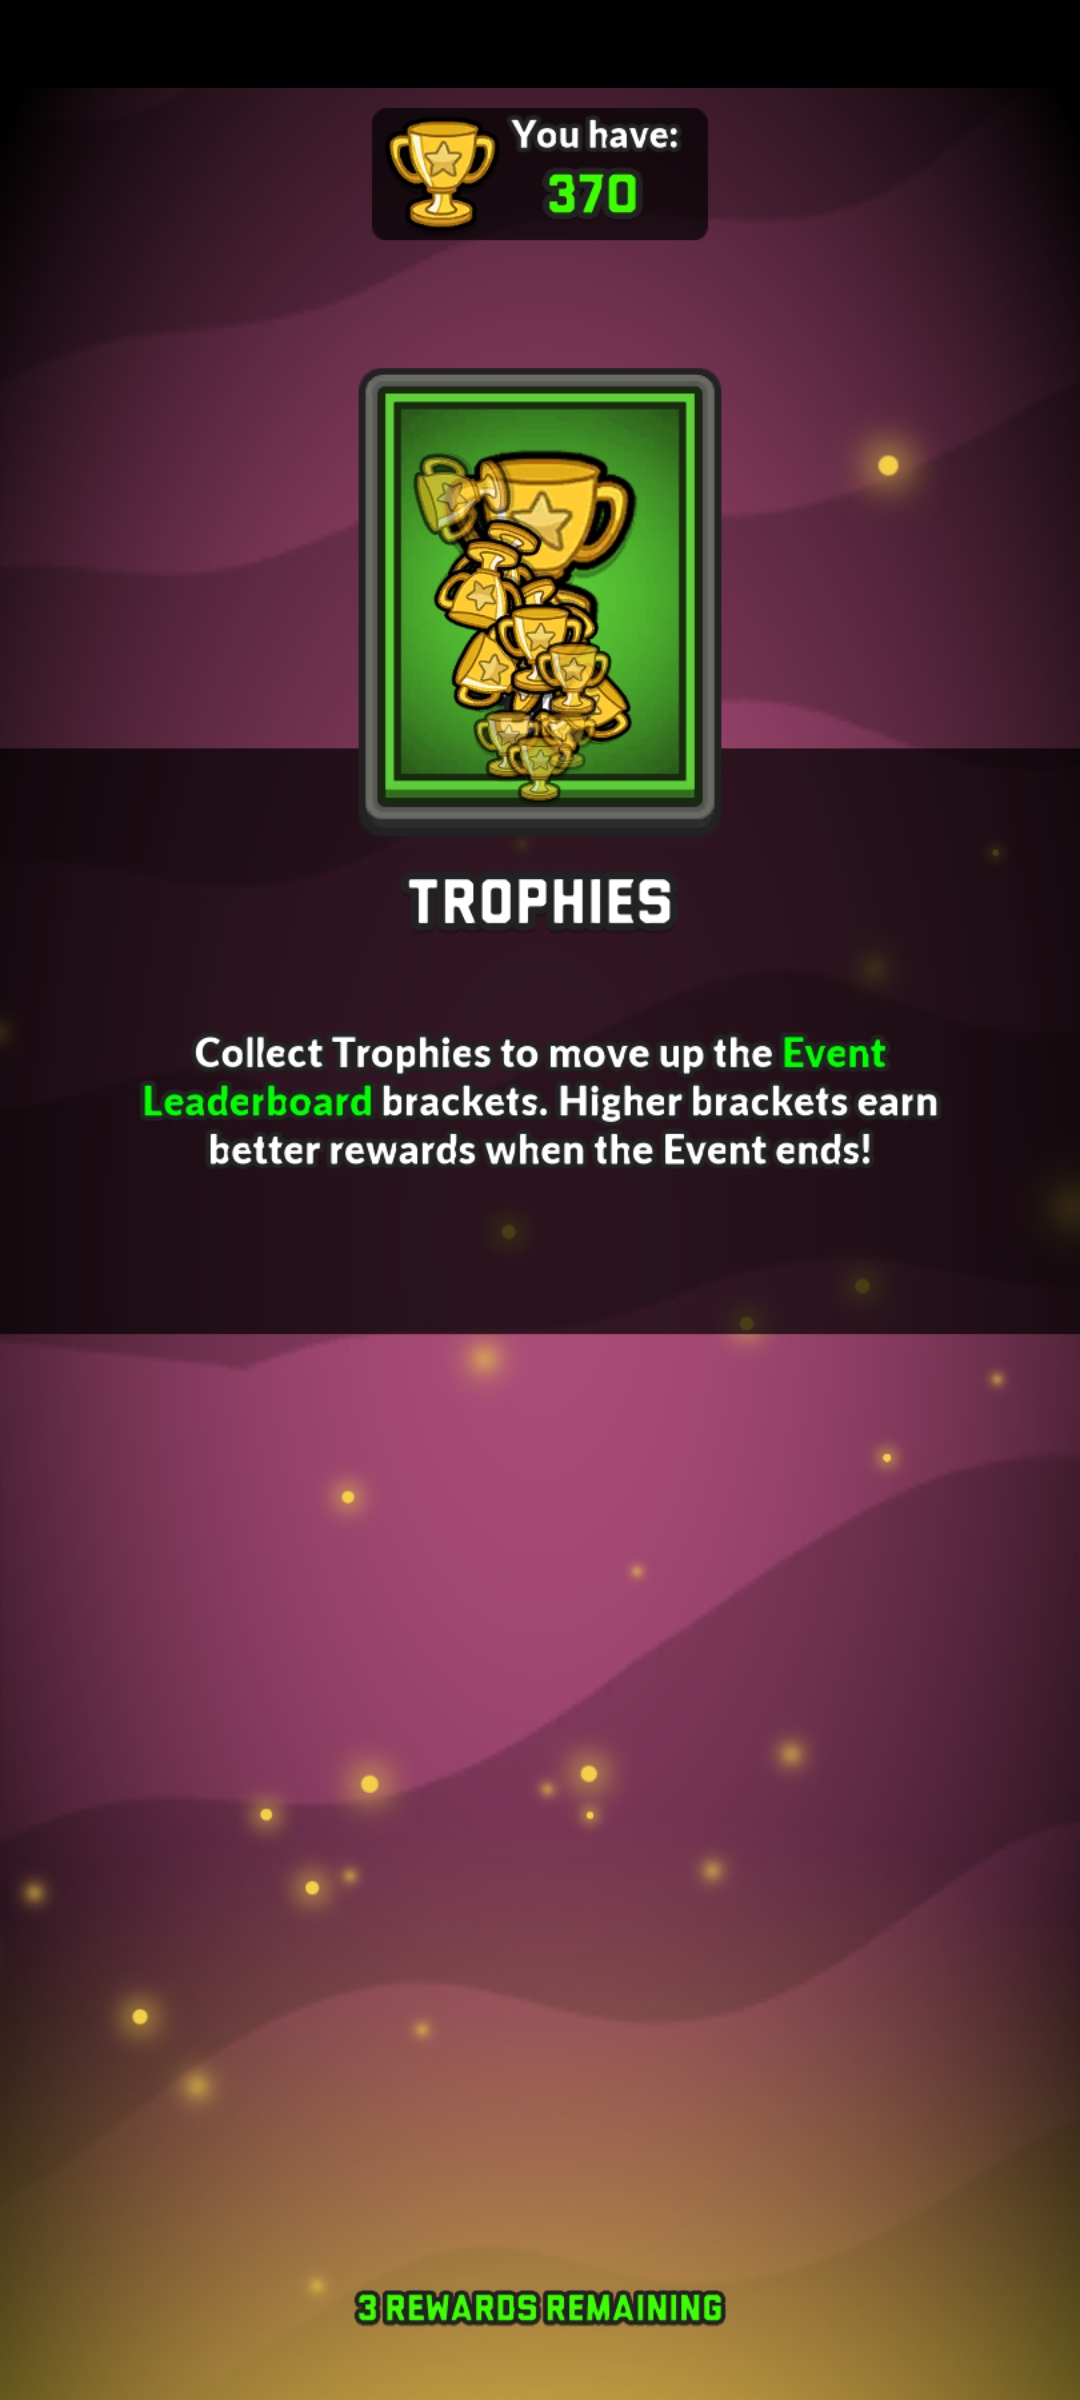 You have:
370
TROPHIES
Collect Trophies to move up the Event
Leaderboard brackets. Higher brackets earn
better rewards when the Event ends!
3 REWARDS REMAINING